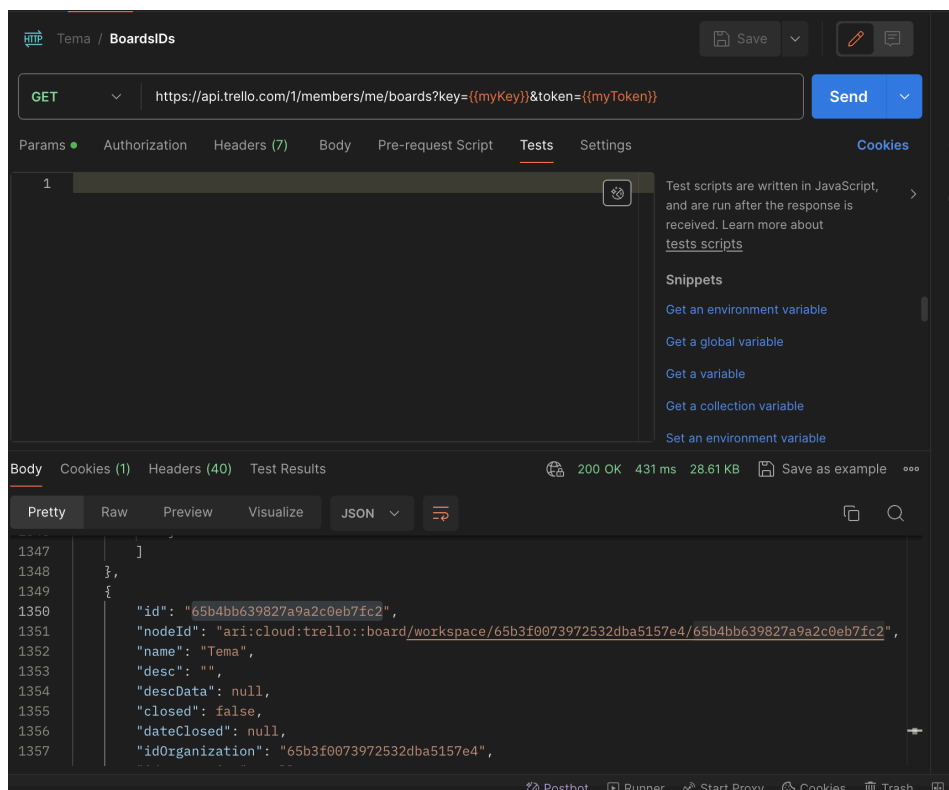 HTTP Tema / BoardsIDs Save
GET https://api.trello.com/1/members/me/boards?key={{myKey}}&token={{myToken}} Send
Params Authorization Headers (7) Body Pre-request Script Tests Settings Cookies
1
Test scripts are written in JavaScript,
and are run after the response is
received. Learn more about
tests scripts
Snippets
Get an environment variable
Get a global variable
Get a variable
Get a collection variable
Set an environment variable
Body Cookies (1) Headers (40) Test Results 200 OK 431 ms 28.61 KB Save as example
Pretty Raw Preview Visualize JSON
1347 ]
1348 },
1349 {
1350 "id": "65b4bb639827a9a2c0eb7fc2",
1351 "nodeId": "ari:cloud:trello::board/workspace/65b3f0073972532dba5157e4/65b4bb639827a9a2c0eb7fc2",
1352 "name": "Tema",
1353 "desc": "",
1354 "descData": null,
1355 "closed": false,
1356 "dateClosed": null,
1357 "idOrganization": "65b3f0073972532dba5157e4",
Postbot Runner Start Proxy Cookies Trash